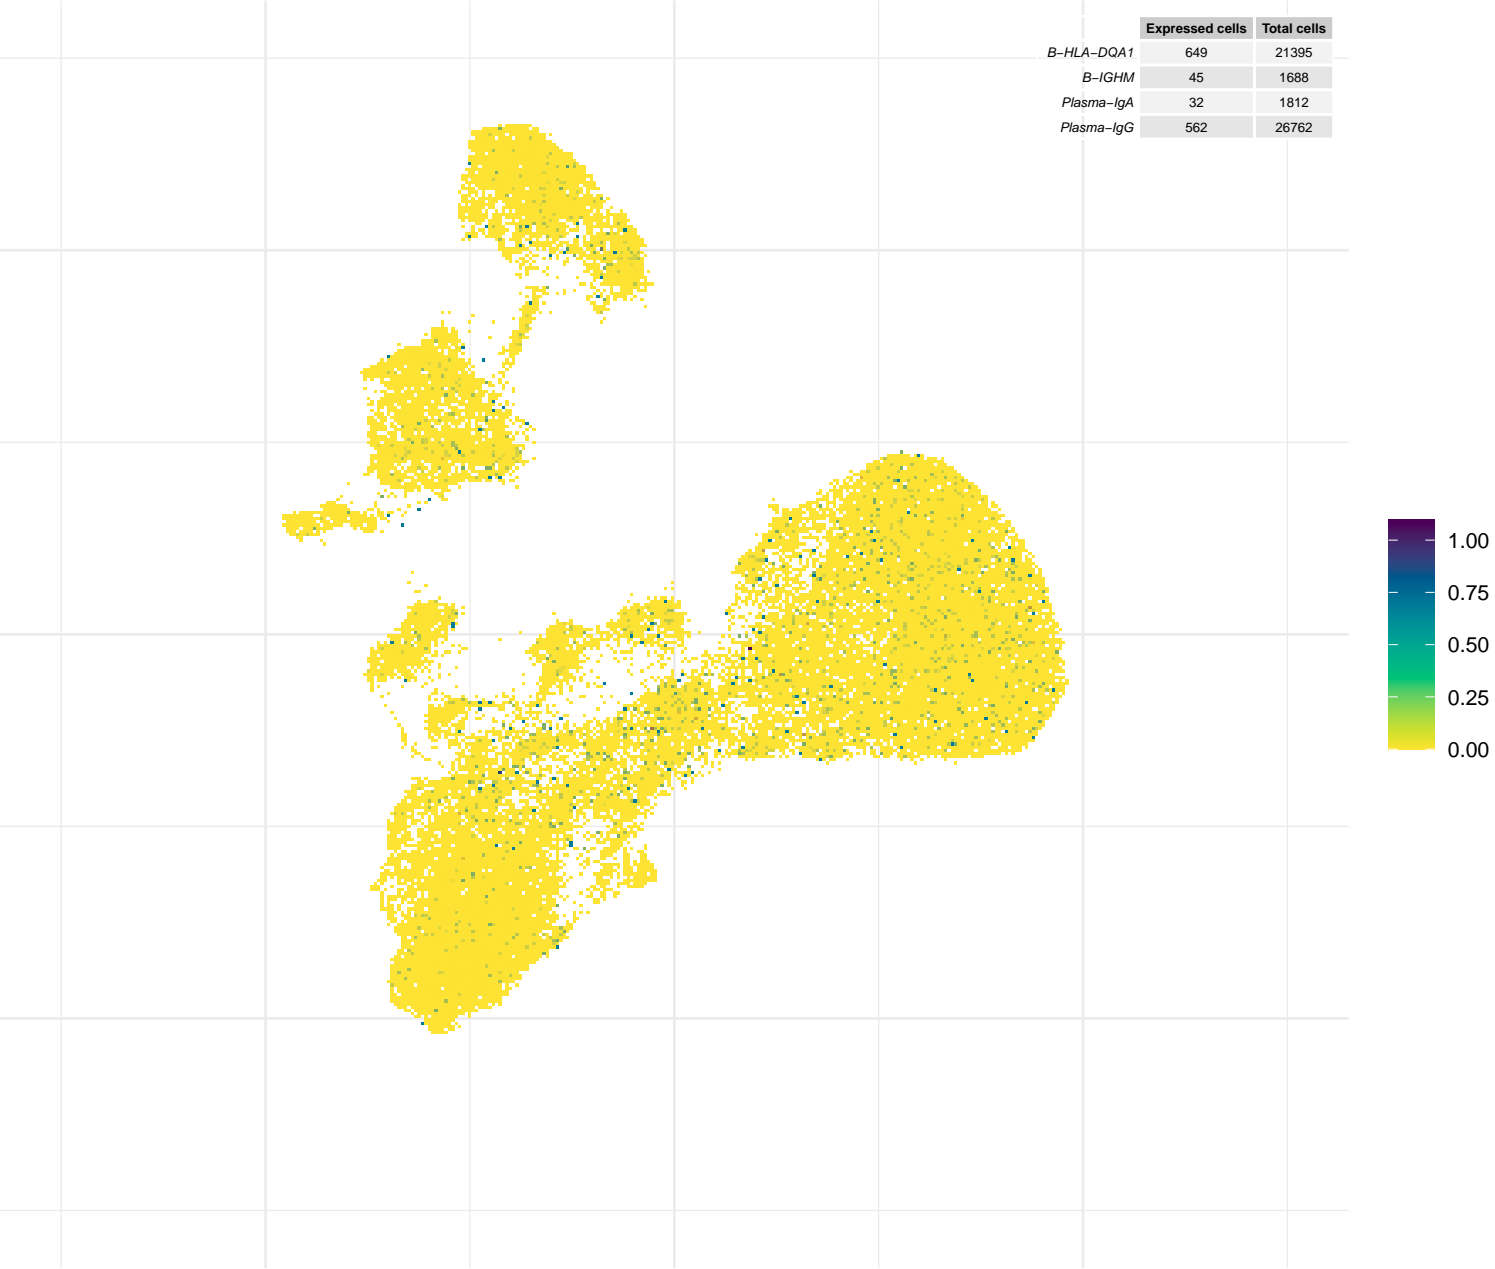 Expressed cells Total cells
B−HLA−DQA1 649 21395
B−IGHM 45 1688
Plasma−IgA 32 1812
Plasma−IgG 562 26762
1.00
0.75
0.50
0.25
0.00